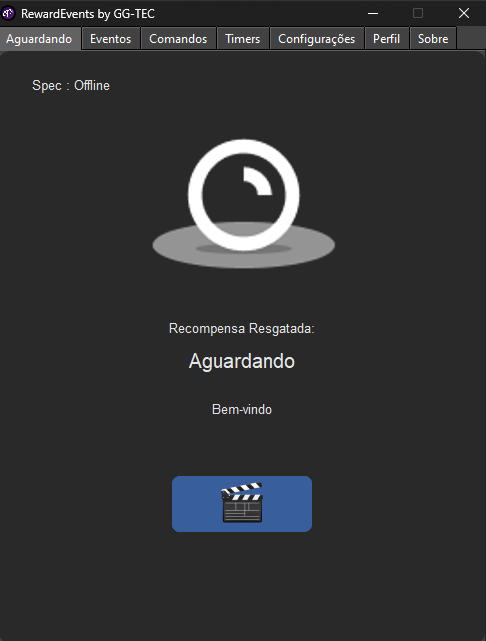 RewardEvents by GG-TEC
Aguardando Eventos Comandos Timers Configurações Perfil Sobre
Spec : Offline
Recompensa Resgatada:
Aguardando
Bem-vindo